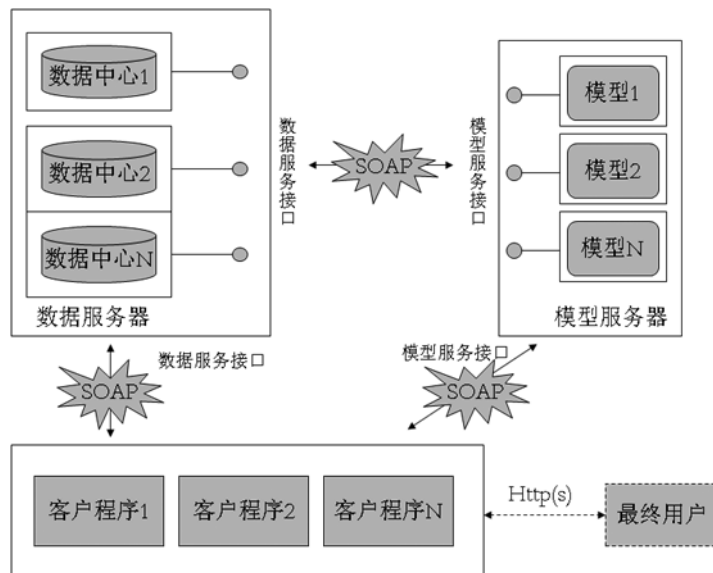 数据中心1
数据中心2
数据中心N
数据服务器
数据服务接口
SOAP
模型服务接口
模型1
模型2
模型N
模型服务器
数据服务接口
SOAP
模型服务接口
SOAP
客户程序1
客户程序2
客户程序N
Http(s)
最终用户